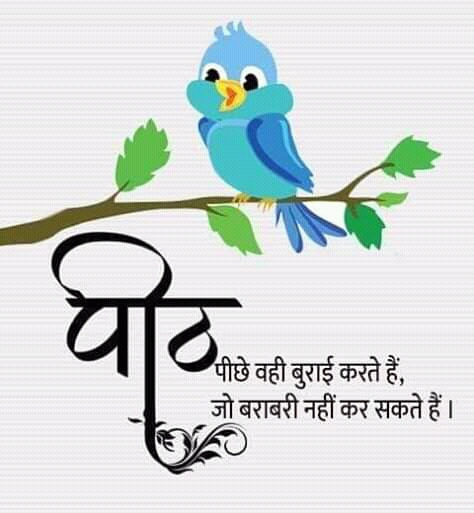 पीठ
पीछे वही बुराई करते हैं,
जो बराबरी नहीं कर सकते हैं ।